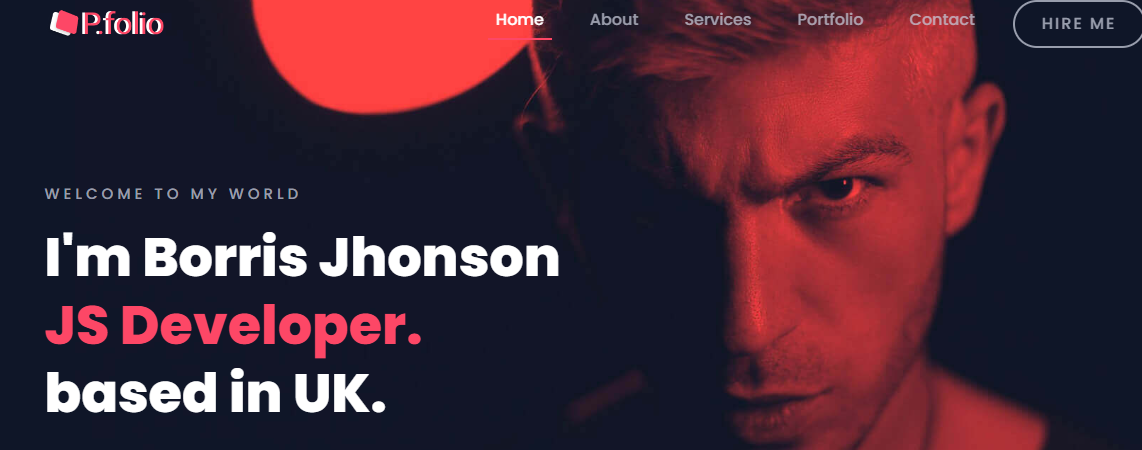 P.folio
Home About Services Portfolio Contact HIRE ME
WELCOME TO MY WORLD
I'm Borris Jhonson
JS Developer.
based in UK.